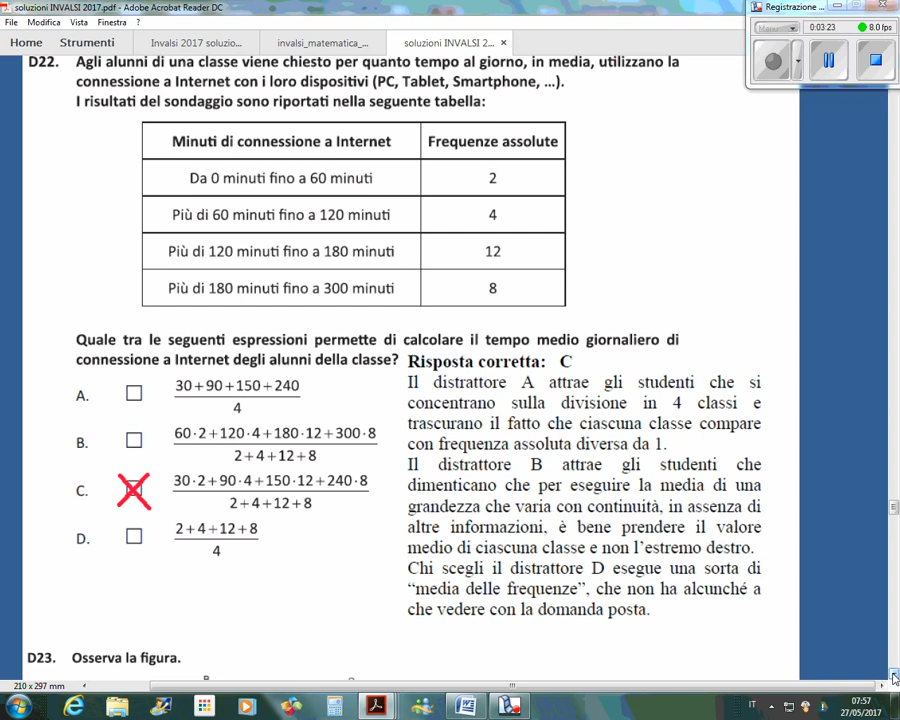 soluzioni INVALSI 2017.pdf - Adobe Acrobat Reader DC
Registrazione ...
File Modifica Vista Finestra ?
00:03:23 8.0 fps
Home Strumenti Invalsi 2017 soluzio... invalsi_matematica_... soluzioni INVALSI 2... ×
D22. Agli alunni di una classe viene chiesto per quanto tempo al giorno, in media, utilizzano la
connessione a Internet con i loro dispositivi (PC, Tablet, Smartphone, …).
I risultati del sondaggio sono riportati nella seguente tabella:
Minuti di connessione a Internet Frequenze assolute
Da 0 minuti fino a 60 minuti 2
Più di 60 minuti fino a 120 minuti 4
Più di 120 minuti fino a 180 minuti 12
Più di 180 minuti fino a 300 minuti 8
Quale tra le seguenti espressioni permette di calcolare il tempo medio giornaliero di
connessione a Internet degli alunni della classe?
A. 30+90+150+240
4
B. 60·2+120·4+180·12+300·8
2+4+12+8
C. 30·2+90·4+150·12+240·8
2+4+12+8
D. 2+4+12+8
4
Risposta corretta: C
Il distrattore A attrae gli studenti che si
concentrano sulla divisione in 4 classi e
trascurano il fatto che ciascuna classe compare
con frequenza assoluta diversa da 1.
Il distrattore B attrae gli studenti che
dimenticano che per eseguire la media di una
grandezza che varia con continuità, in assenza di
altre informazioni, è bene prendere il valore
medio di ciascuna classe e non l'estremo destro.
Chi scegli il distrattore D esegue una sorta di
“media delle frequenze”, che non ha alcunché a
che vedere con la domanda posta.
D23. Osserva la figura.
210 x 297 mm
IT 07:57
27/05/2017